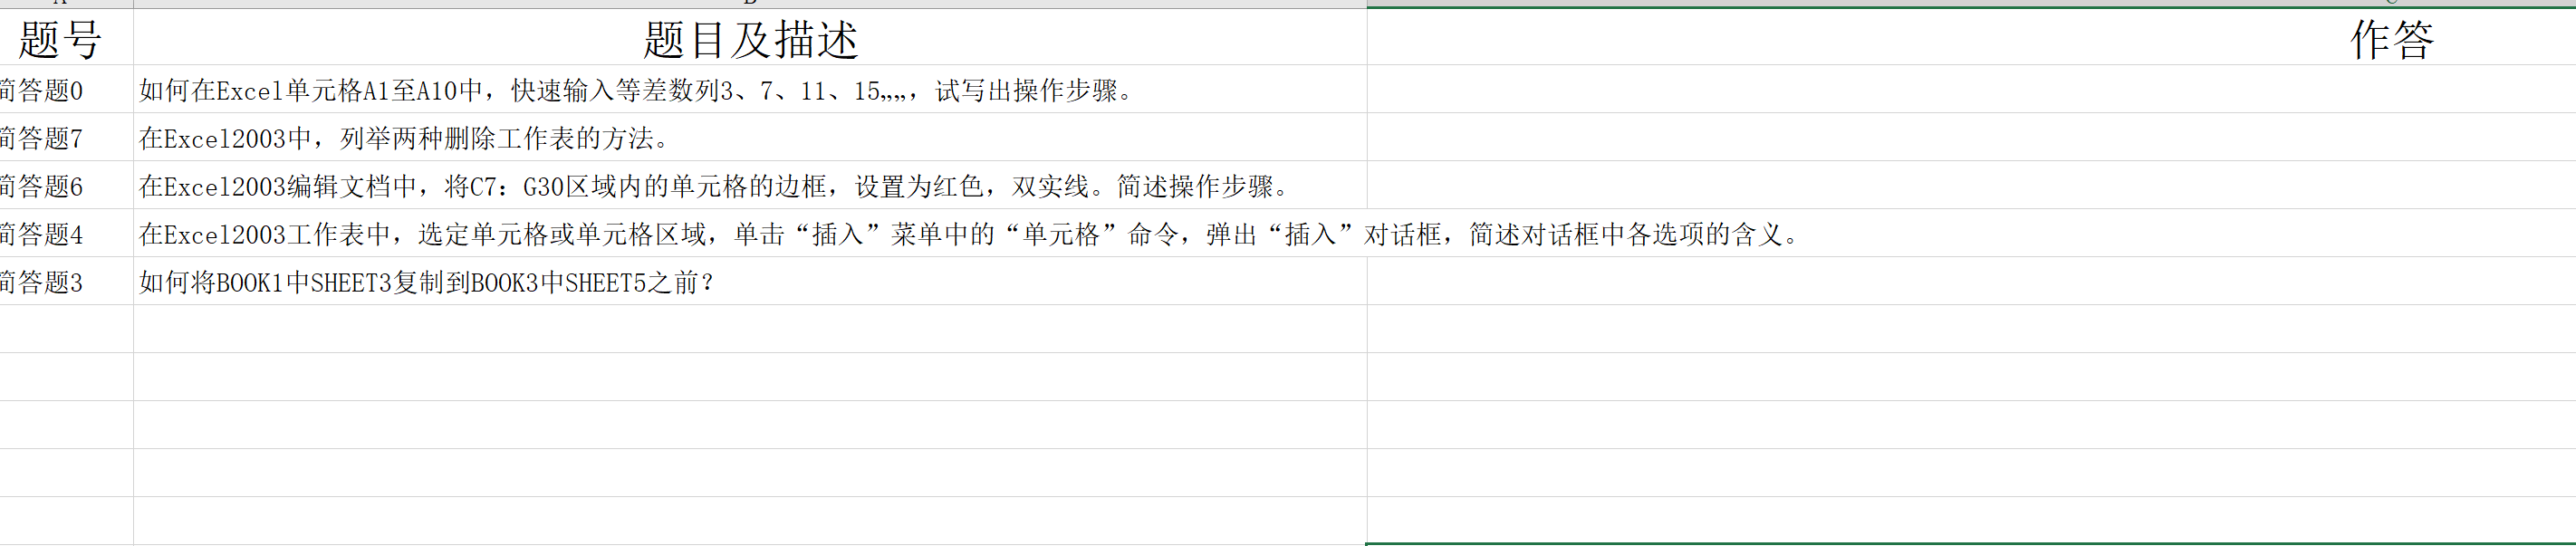 题号 题目及描述 作答
简答题0 如何在Excel单元格A1至A10中，快速输入等差数列3、7、11、15„„，试写出操作步骤。
简答题7 在Excel2003中，列举两种删除工作表的方法。
简答题6 在Excel2003编辑文档中，将C7：G30区域内的单元格的边框，设置为红色，双实线。简述操作步骤。
简答题4 在Excel2003工作表中，选定单元格或单元格区域，单击“插入”菜单中的“单元格”命令，弹出“插入”对话框，简述对话框中各选项的含义。
简答题3 如何将BOOK1中SHEET3复制到BOOK3中SHEET5之前？